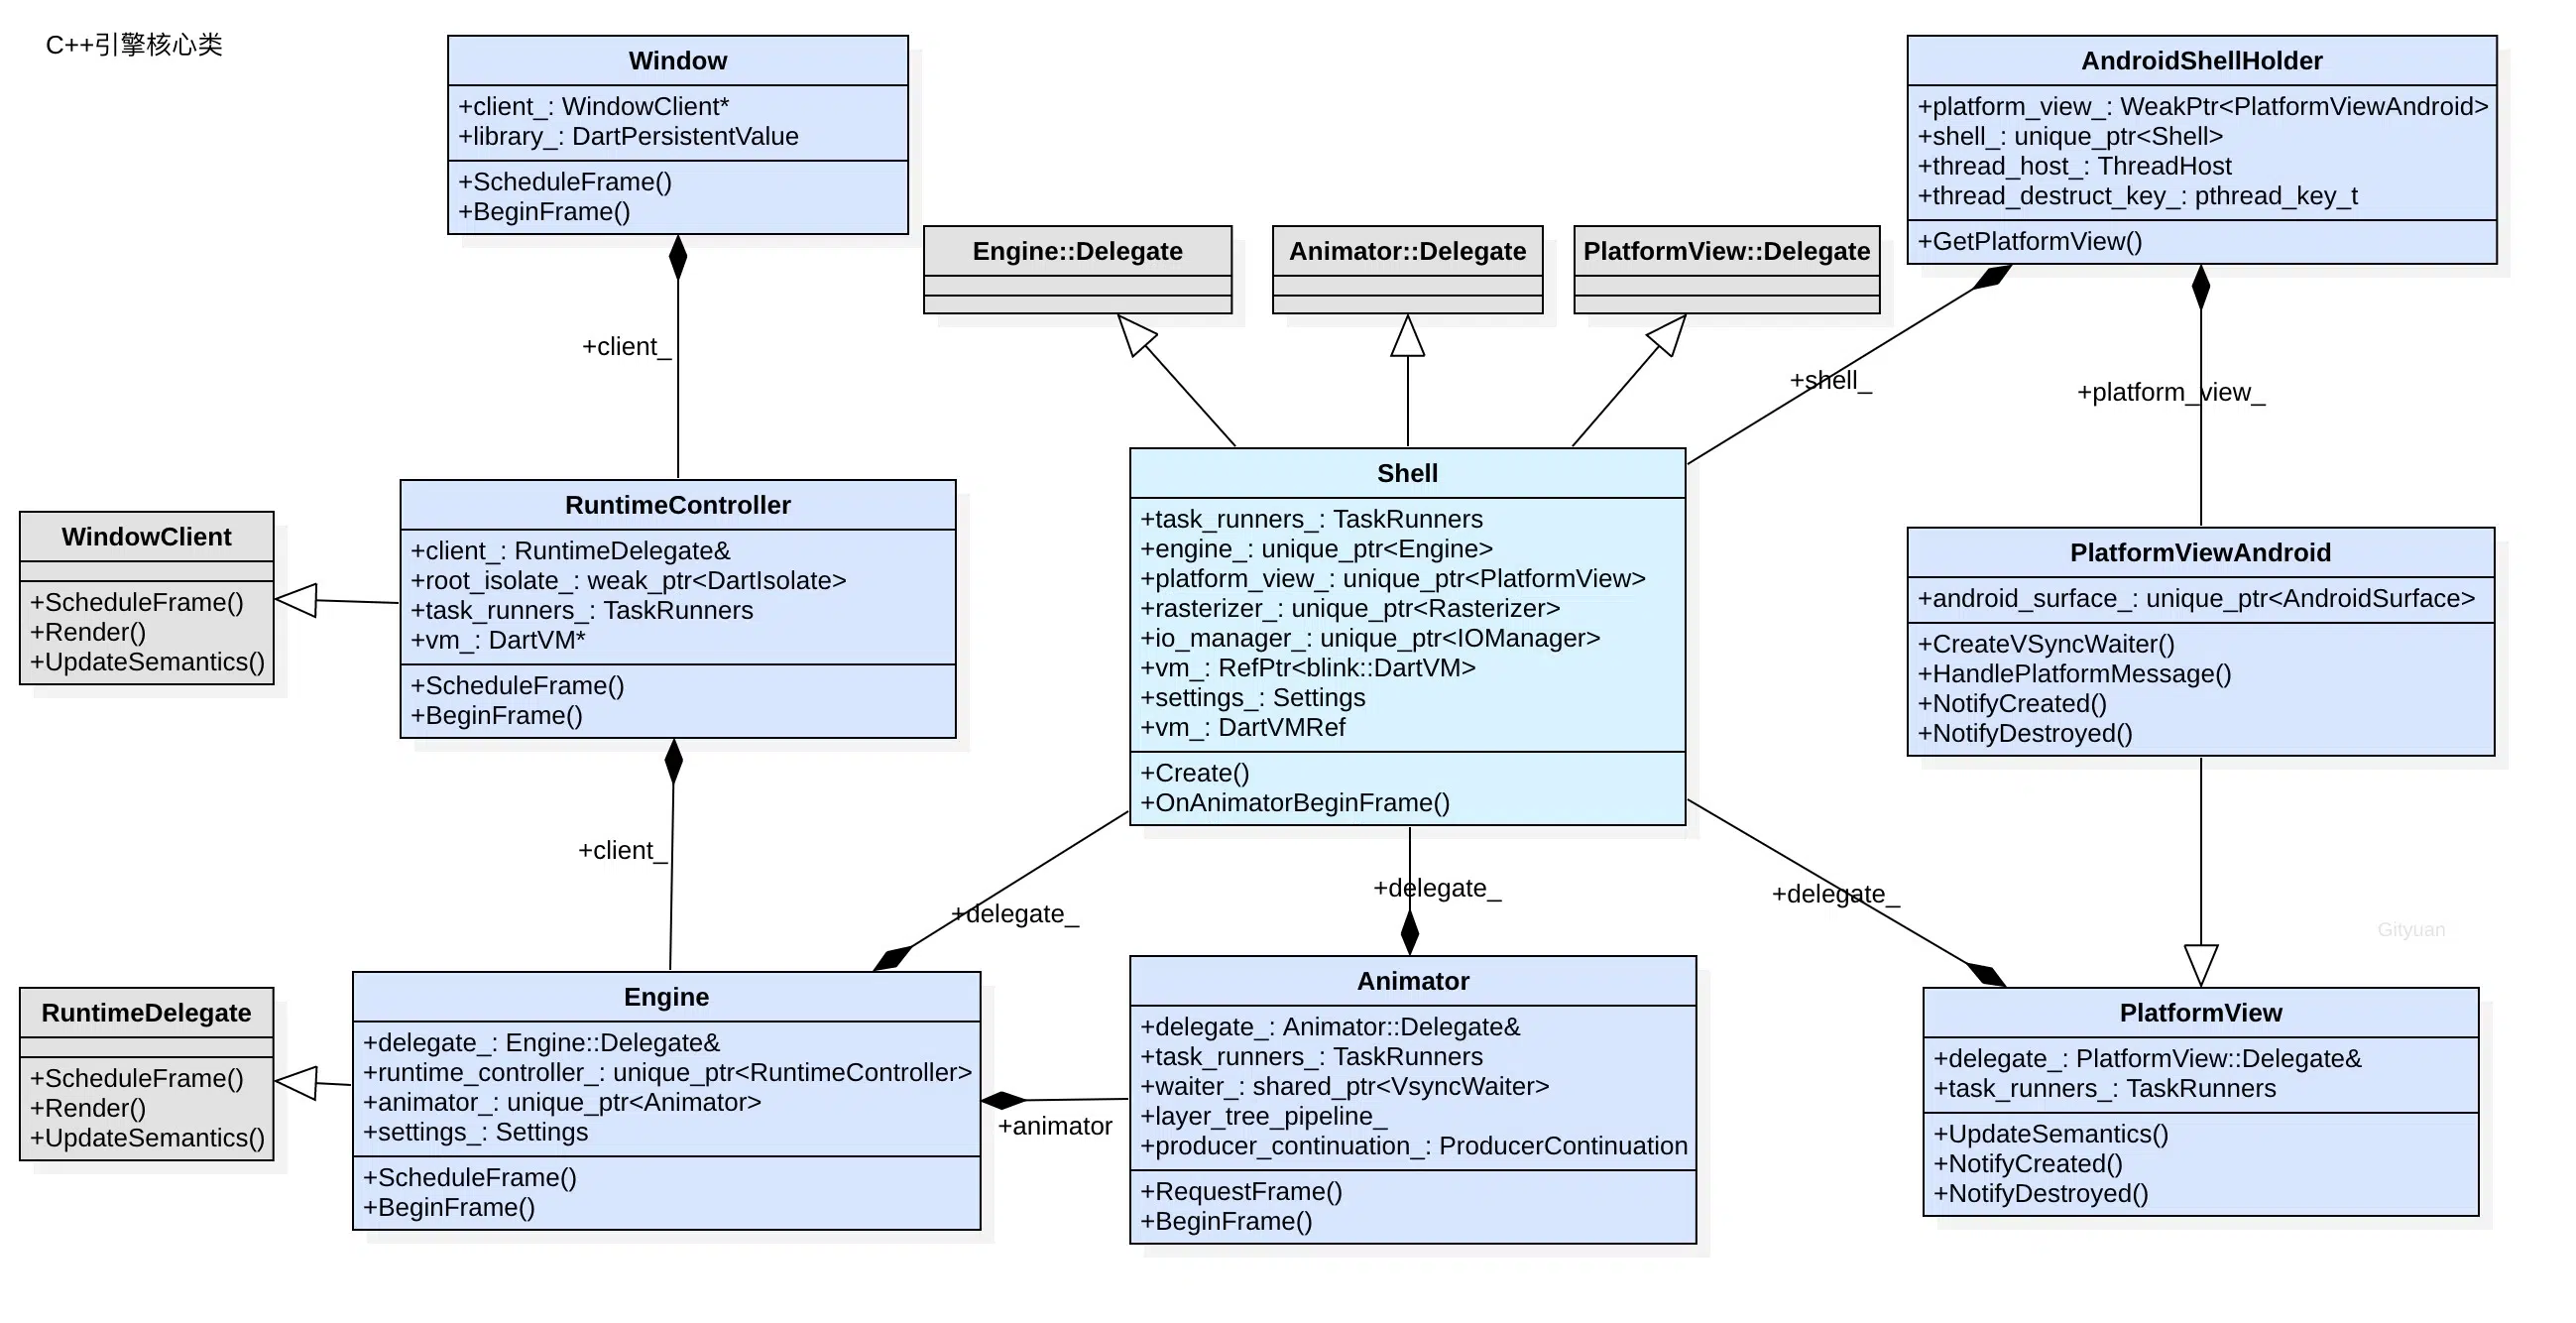 C++引擎核心类
Window
+client_: WindowClient*
+library_: DartPersistentValue
+ScheduleFrame()
+BeginFrame()
AndroidShellHolder
+platform_view_: WeakPtr<PlatformViewAndroid>
+shell_: unique_ptr<Shell>
+thread_host_: ThreadHost
+thread_destruct_key_: pthread_key_t
+GetPlatformView()
Engine::Delegate
Animator::Delegate
PlatformView::Delegate
+client_
+shell_
+platform_view_
WindowClient
+ScheduleFrame()
+Render()
+UpdateSemantics()
RuntimeController
+client_: RuntimeDelegate&
+root_isolate_: weak_ptr<DartIsolate>
+task_runners_: TaskRunners
+vm_: DartVM*
+ScheduleFrame()
+BeginFrame()
Shell
+task_runners_: TaskRunners
+engine_: unique_ptr<Engine>
+platform_view_: unique_ptr<PlatformView>
+rasterizer_: unique_ptr<Rasterizer>
+io_manager_: unique_ptr<IOManager>
+vm_: RefPtr<blink::DartVM>
+settings_: Settings
+vm_: DartVMRef
+Create()
+OnAnimatorBeginFrame()
PlatformViewAndroid
+android_surface_: unique_ptr<AndroidSurface>
+CreateVSyncWaiter()
+HandlePlatformMessage()
+NotifyCreated()
+NotifyDestroyed()
+client_
+delegate_
+delegate_
+delegate_
Gityuan
RuntimeDelegate
+ScheduleFrame()
+Render()
+UpdateSemantics()
Engine
+delegate_: Engine::Delegate&
+runtime_controller_: unique_ptr<RuntimeController>
+animator_: unique_ptr<Animator>
+settings_: Settings
+ScheduleFrame()
+BeginFrame()
+animator
Animator
+delegate_: Animator::Delegate&
+task_runners_: TaskRunners
+waiter_: shared_ptr<VsyncWaiter>
+layer_tree_pipeline_
+producer_continuation_: ProducerContinuation
+RequestFrame()
+BeginFrame()
PlatformView
+delegate_: PlatformView::Delegate&
+task_runners_: TaskRunners
+UpdateSemantics()
+NotifyCreated()
+NotifyDestroyed()